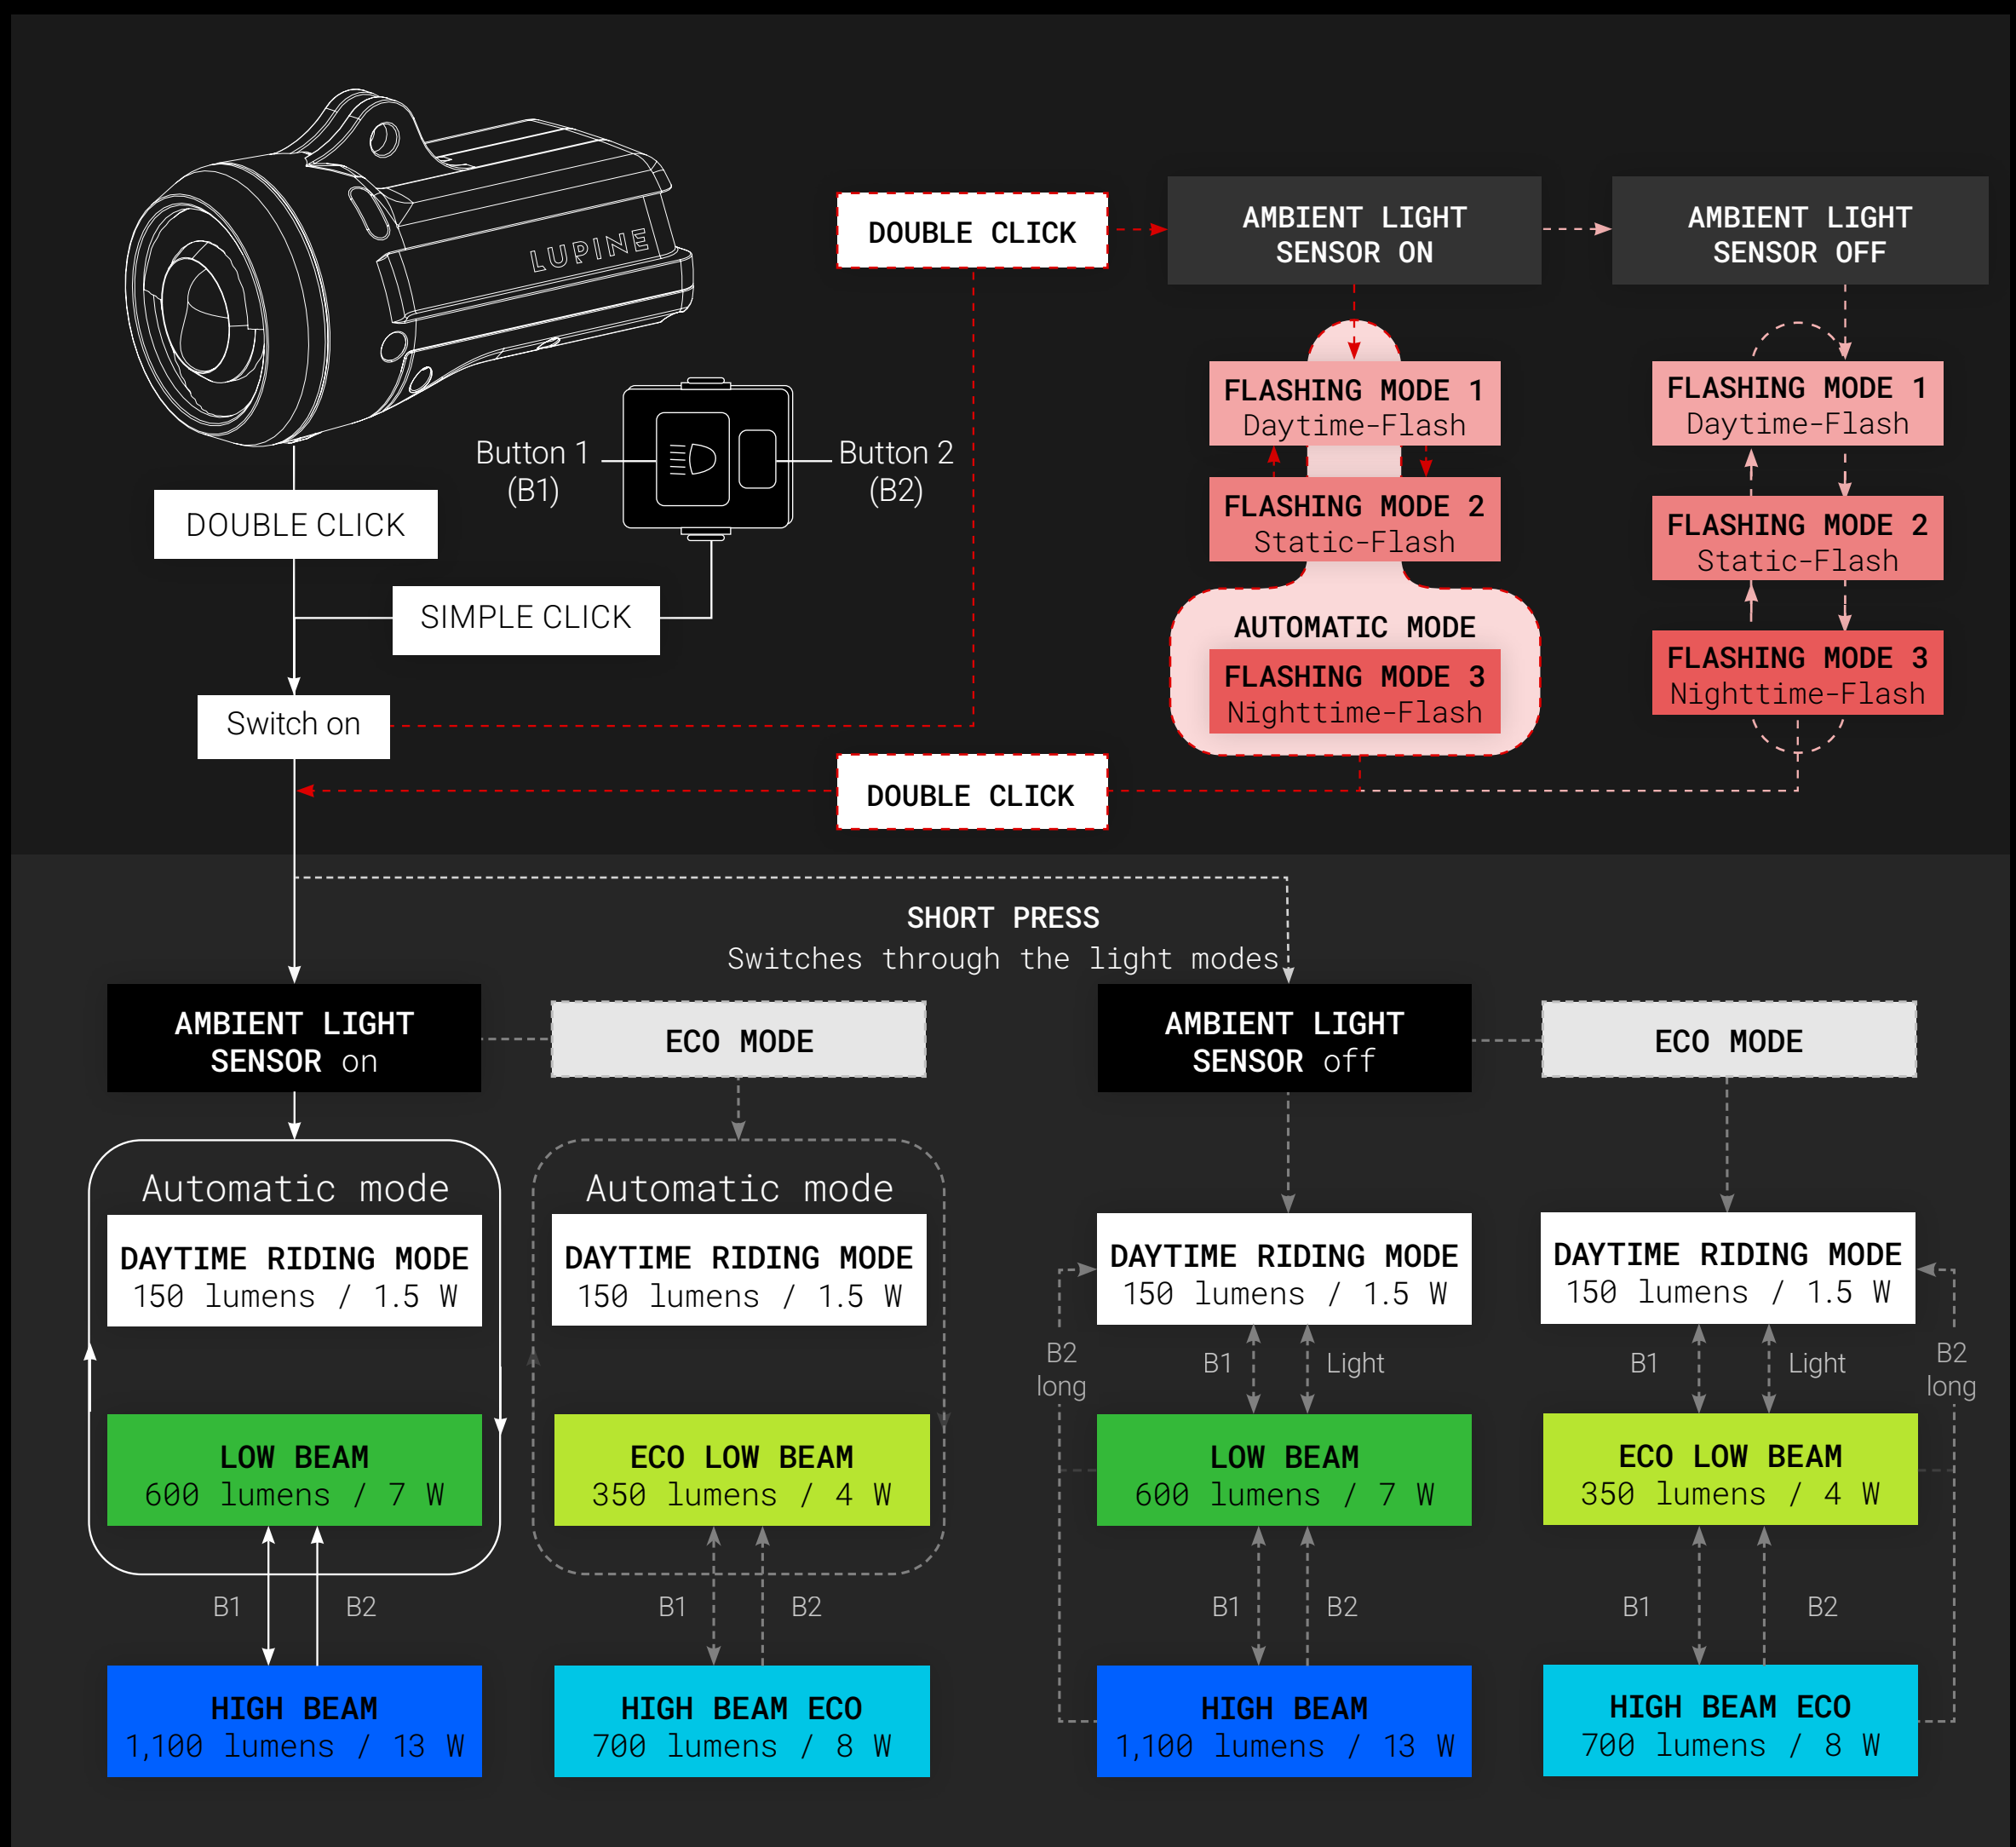 LUPINE
Button 1
(B1)
Button 2
(B2)
DOUBLE CLICK
SIMPLE CLICK
Switch on
DOUBLE CLICK
AMBIENT LIGHT
SENSOR ON
AMBIENT LIGHT
SENSOR OFF
FLASHING MODE 1
Daytime-Flash
FLASHING MODE 2
Static-Flash
AUTOMATIC MODE
FLASHING MODE 3
Nighttime-Flash
FLASHING MODE 1
Daytime-Flash
FLASHING MODE 2
Static-Flash
FLASHING MODE 3
Nighttime-Flash
DOUBLE CLICK
SHORT PRESS
Switches through the light modes
AMBIENT LIGHT
SENSOR on
ECO MODE
AMBIENT LIGHT
SENSOR off
ECO MODE
Automatic mode
DAYTIME RIDING MODE
150 lumens / 1.5 W
LOW BEAM
600 lumens / 7 W
B1
B2
HIGH BEAM
1,100 lumens / 13 W
Automatic mode
DAYTIME RIDING MODE
150 lumens / 1.5 W
ECO LOW BEAM
350 lumens / 4 W
B1
B2
HIGH BEAM ECO
700 lumens / 8 W
DAYTIME RIDING MODE
150 lumens / 1.5 W
B2
long
B1
Light
LOW BEAM
600 lumens / 7 W
B1
B2
HIGH BEAM
1,100 lumens / 13 W
DAYTIME RIDING MODE
150 lumens / 1.5 W
B1
Light
B2
long
ECO LOW BEAM
350 lumens / 4 W
B1
B2
HIGH BEAM ECO
700 lumens / 8 W